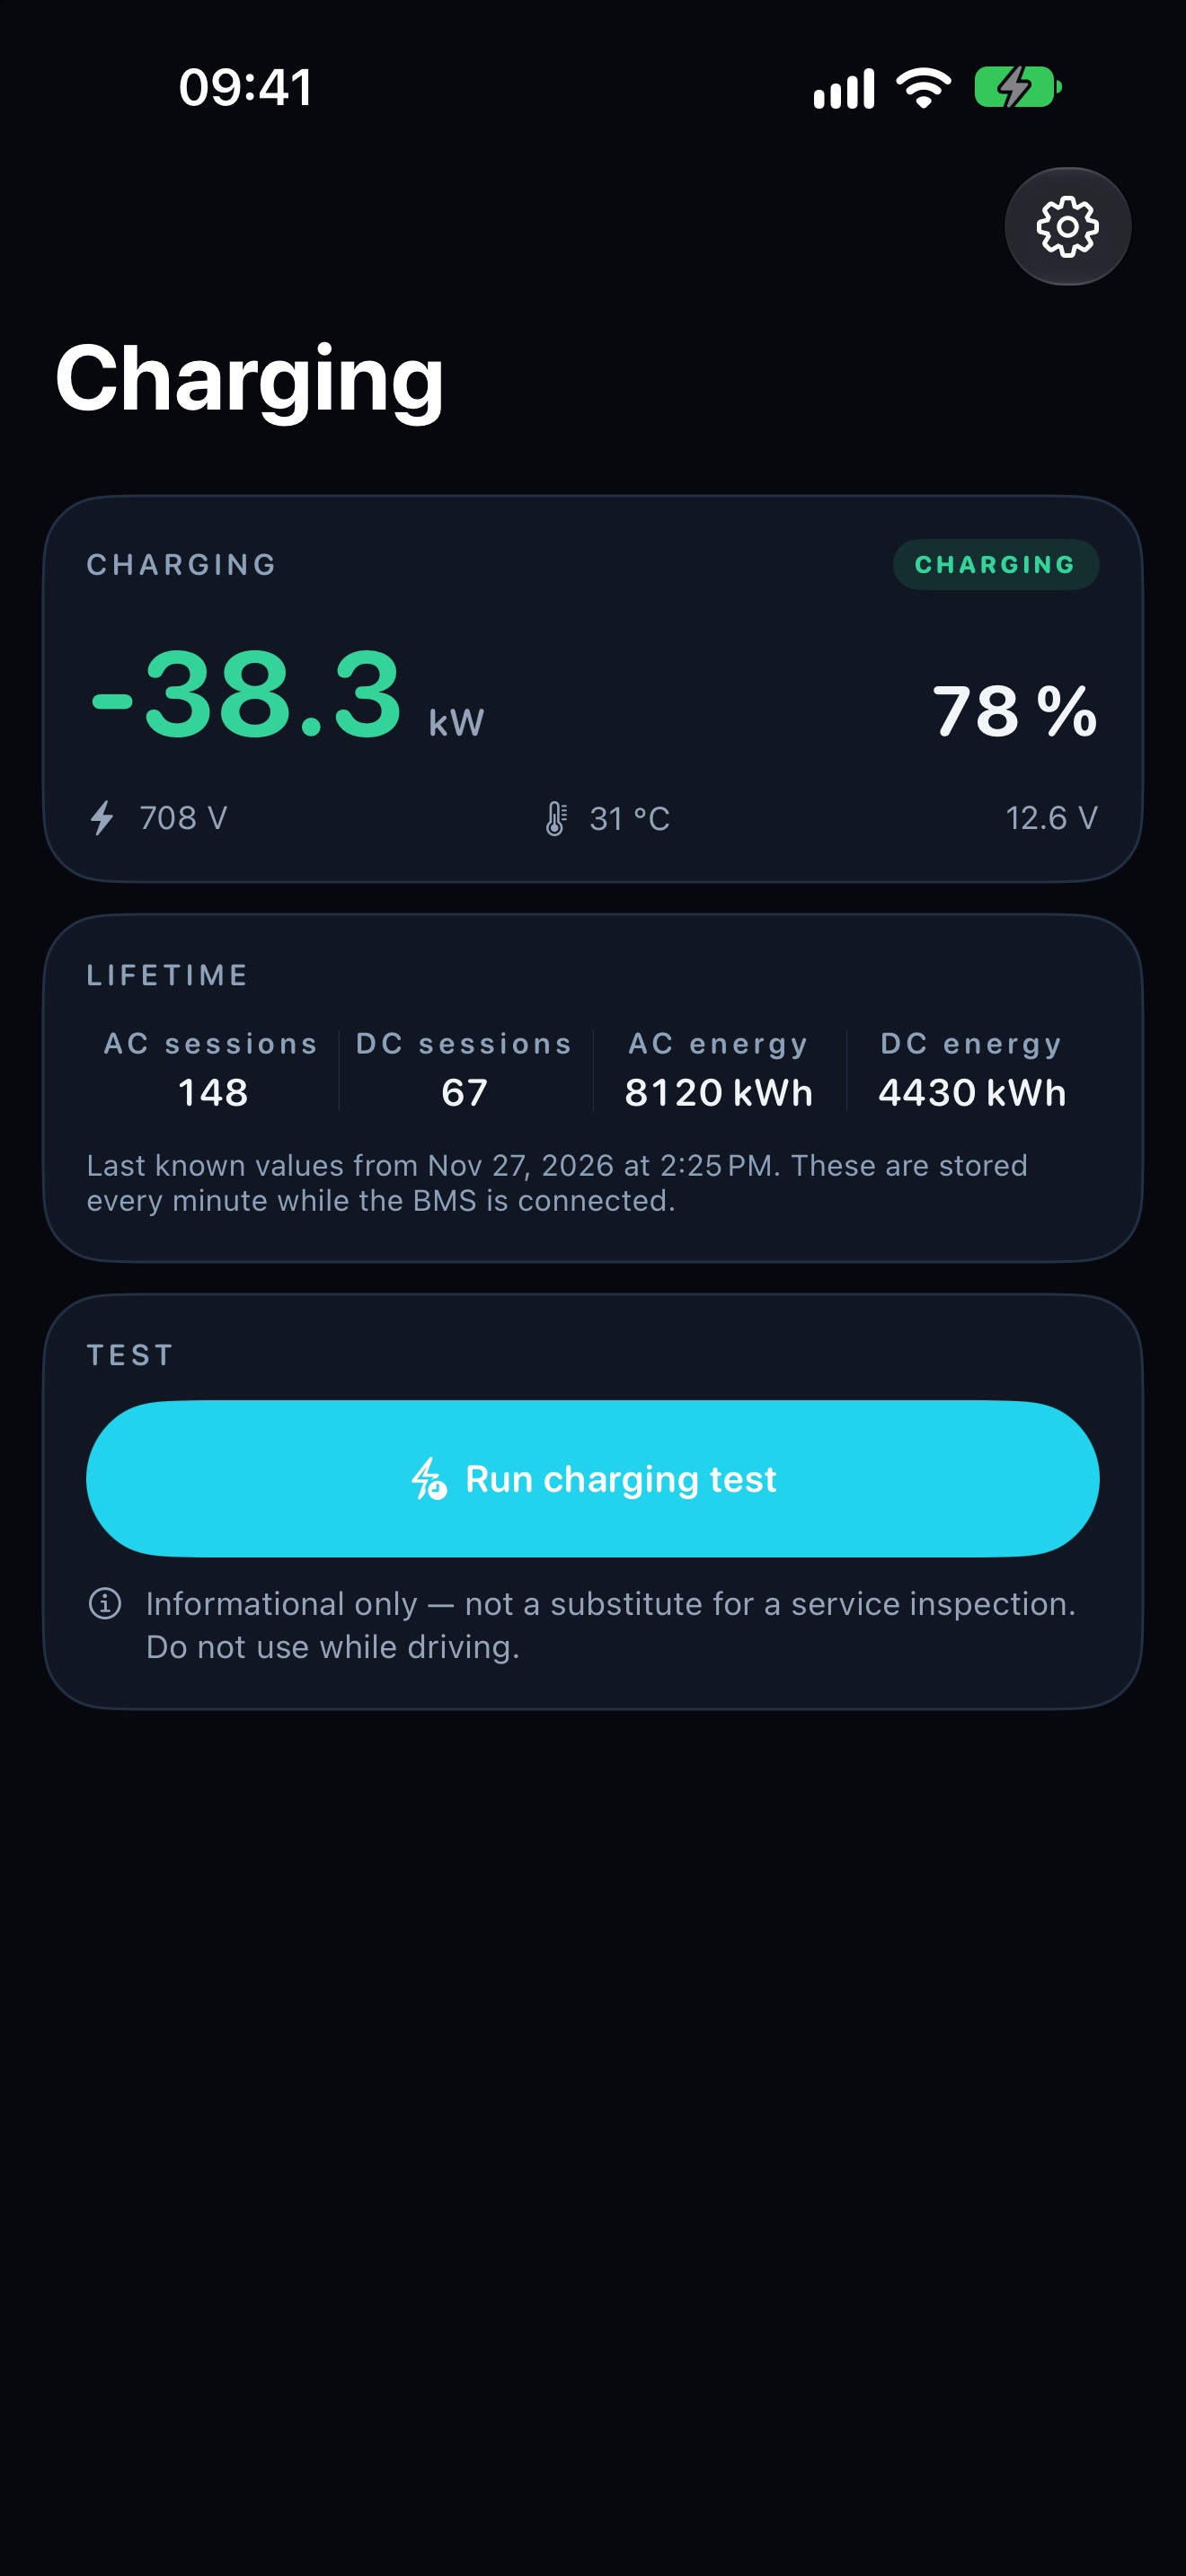 09:41
Charging
CHARGING
CHARGING
-38.3 kW
78 %
708 V
31 °C
12.6 V
LIFETIME
AC sessions
DC sessions
AC energy
DC energy
148
67
8120 kWh
4430 kWh
Last known values from Nov 27, 2026 at 2:25 PM. These are stored
every minute while the BMS is connected.
TEST
Run charging test
Informational only — not a substitute for a service inspection.
Do not use while driving.